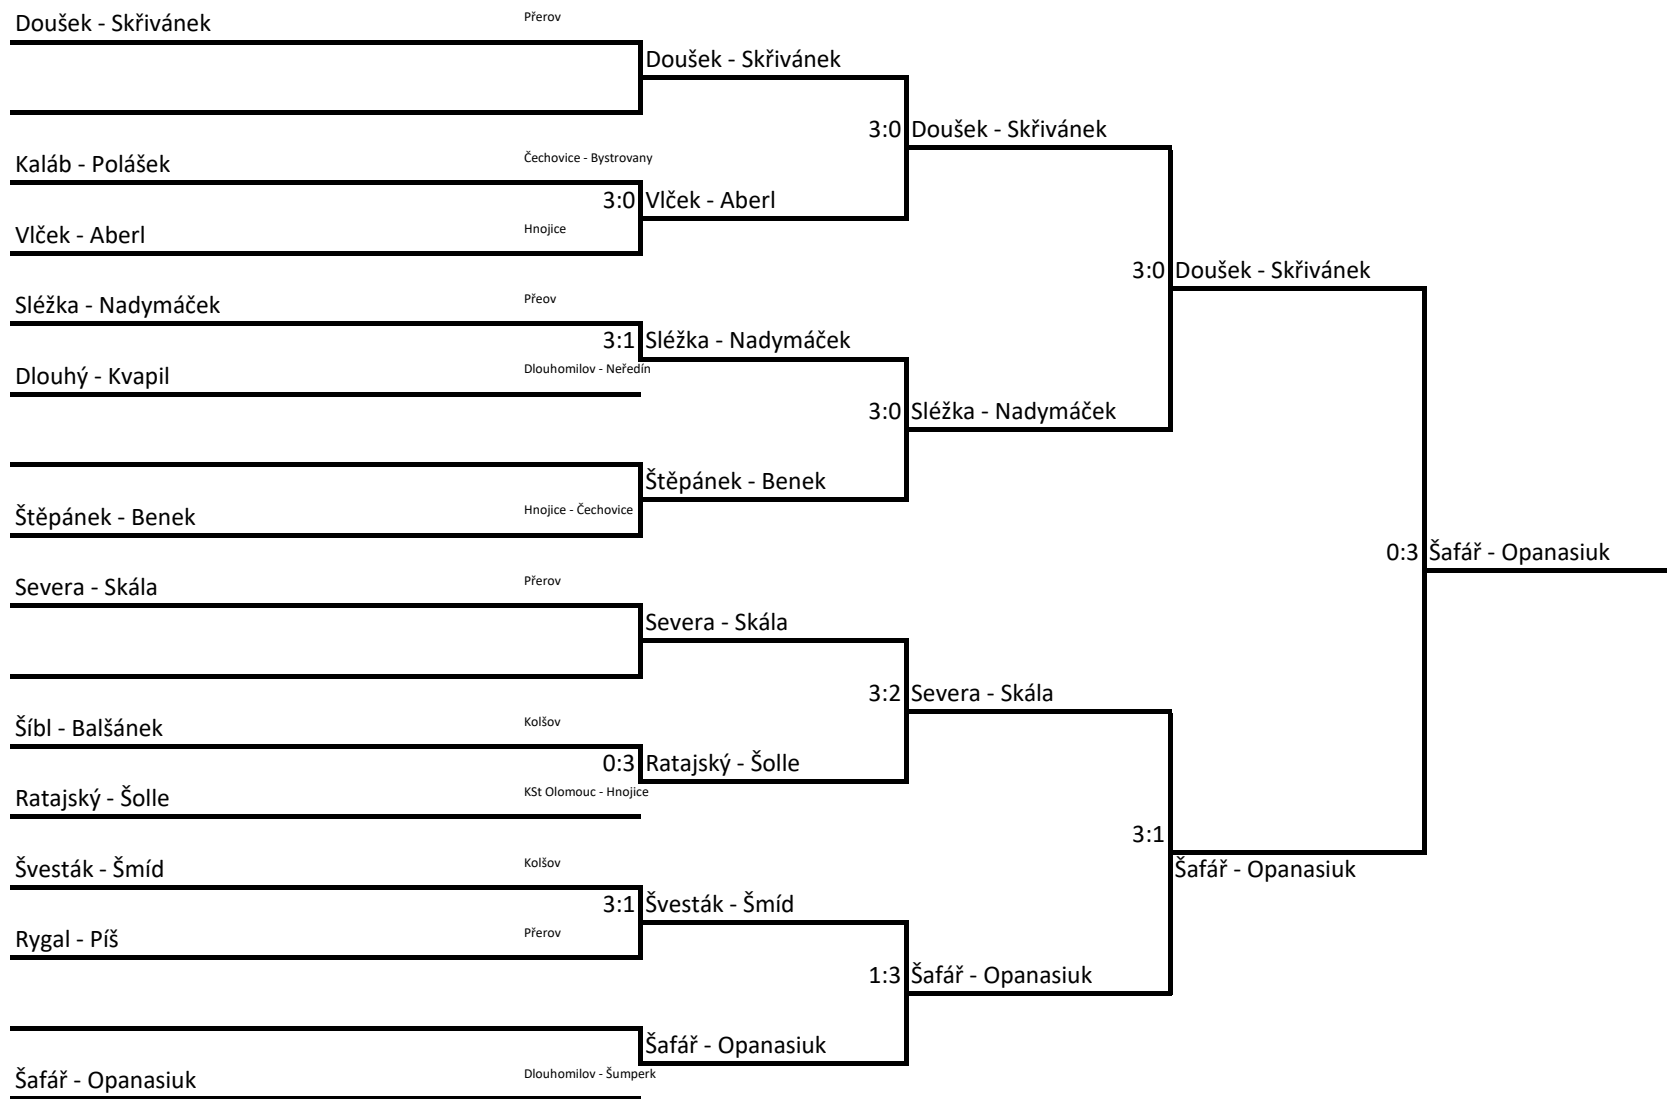 Doušek - Skřivánek Přerov
Doušek - Skřivánek
3:0 Doušek - Skřivánek
Kaláb - Polášek Čechovice - Bystrovany
3:0 Vlček - Aberl
Vlček - Aberl Hnojice
3:0 Doušek - Skřivánek
Sléžka - Nadymáček Přeov
3:1 Sléžka - Nadymáček
Dlouhý - Kvapil Dlouhomilov - Neředín
3:0 Sléžka - Nadymáček
Štěpánek - Benek
Štěpánek - Benek Hnojice - Čechovice
0:3 Šafář - Opanasiuk
Severa - Skála Přerov
Severa - Skála
3:2 Severa - Skála
Šíbl - Balšánek Kolšov
0:3 Ratajský - Šolle
Ratajský - Šolle KSt Olomouc - Hnojice
3:1
Švesták - Šmíd Kolšov
Šafář - Opanasiuk
3:1 Švesták - Šmíd
Rygal - Píš Přerov
1:3 Šafář - Opanasiuk
Šafář - Opanasiuk
Šafář - Opanasiuk Dlouhomilov - Šumperk